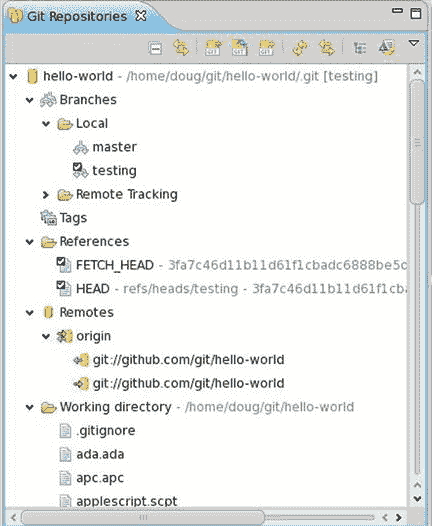 Git Repositories
hello-world - /home/doug/git/hello-world/.git [testing]
Branches
Local
master
testing
Remote Tracking
Tags
References
FETCH_HEAD - 3fa7c46d11b11d61f1cbadc6888be5c
HEAD - refs/heads/testing - 3fa7c46d11b11d61f1cba
Remotes
origin
git://github.com/git/hello-world
git://github.com/git/hello-world
Working directory - /home/doug/git/hello-world
.gitignore
ada.ada
apc.apc
applescript.scpt